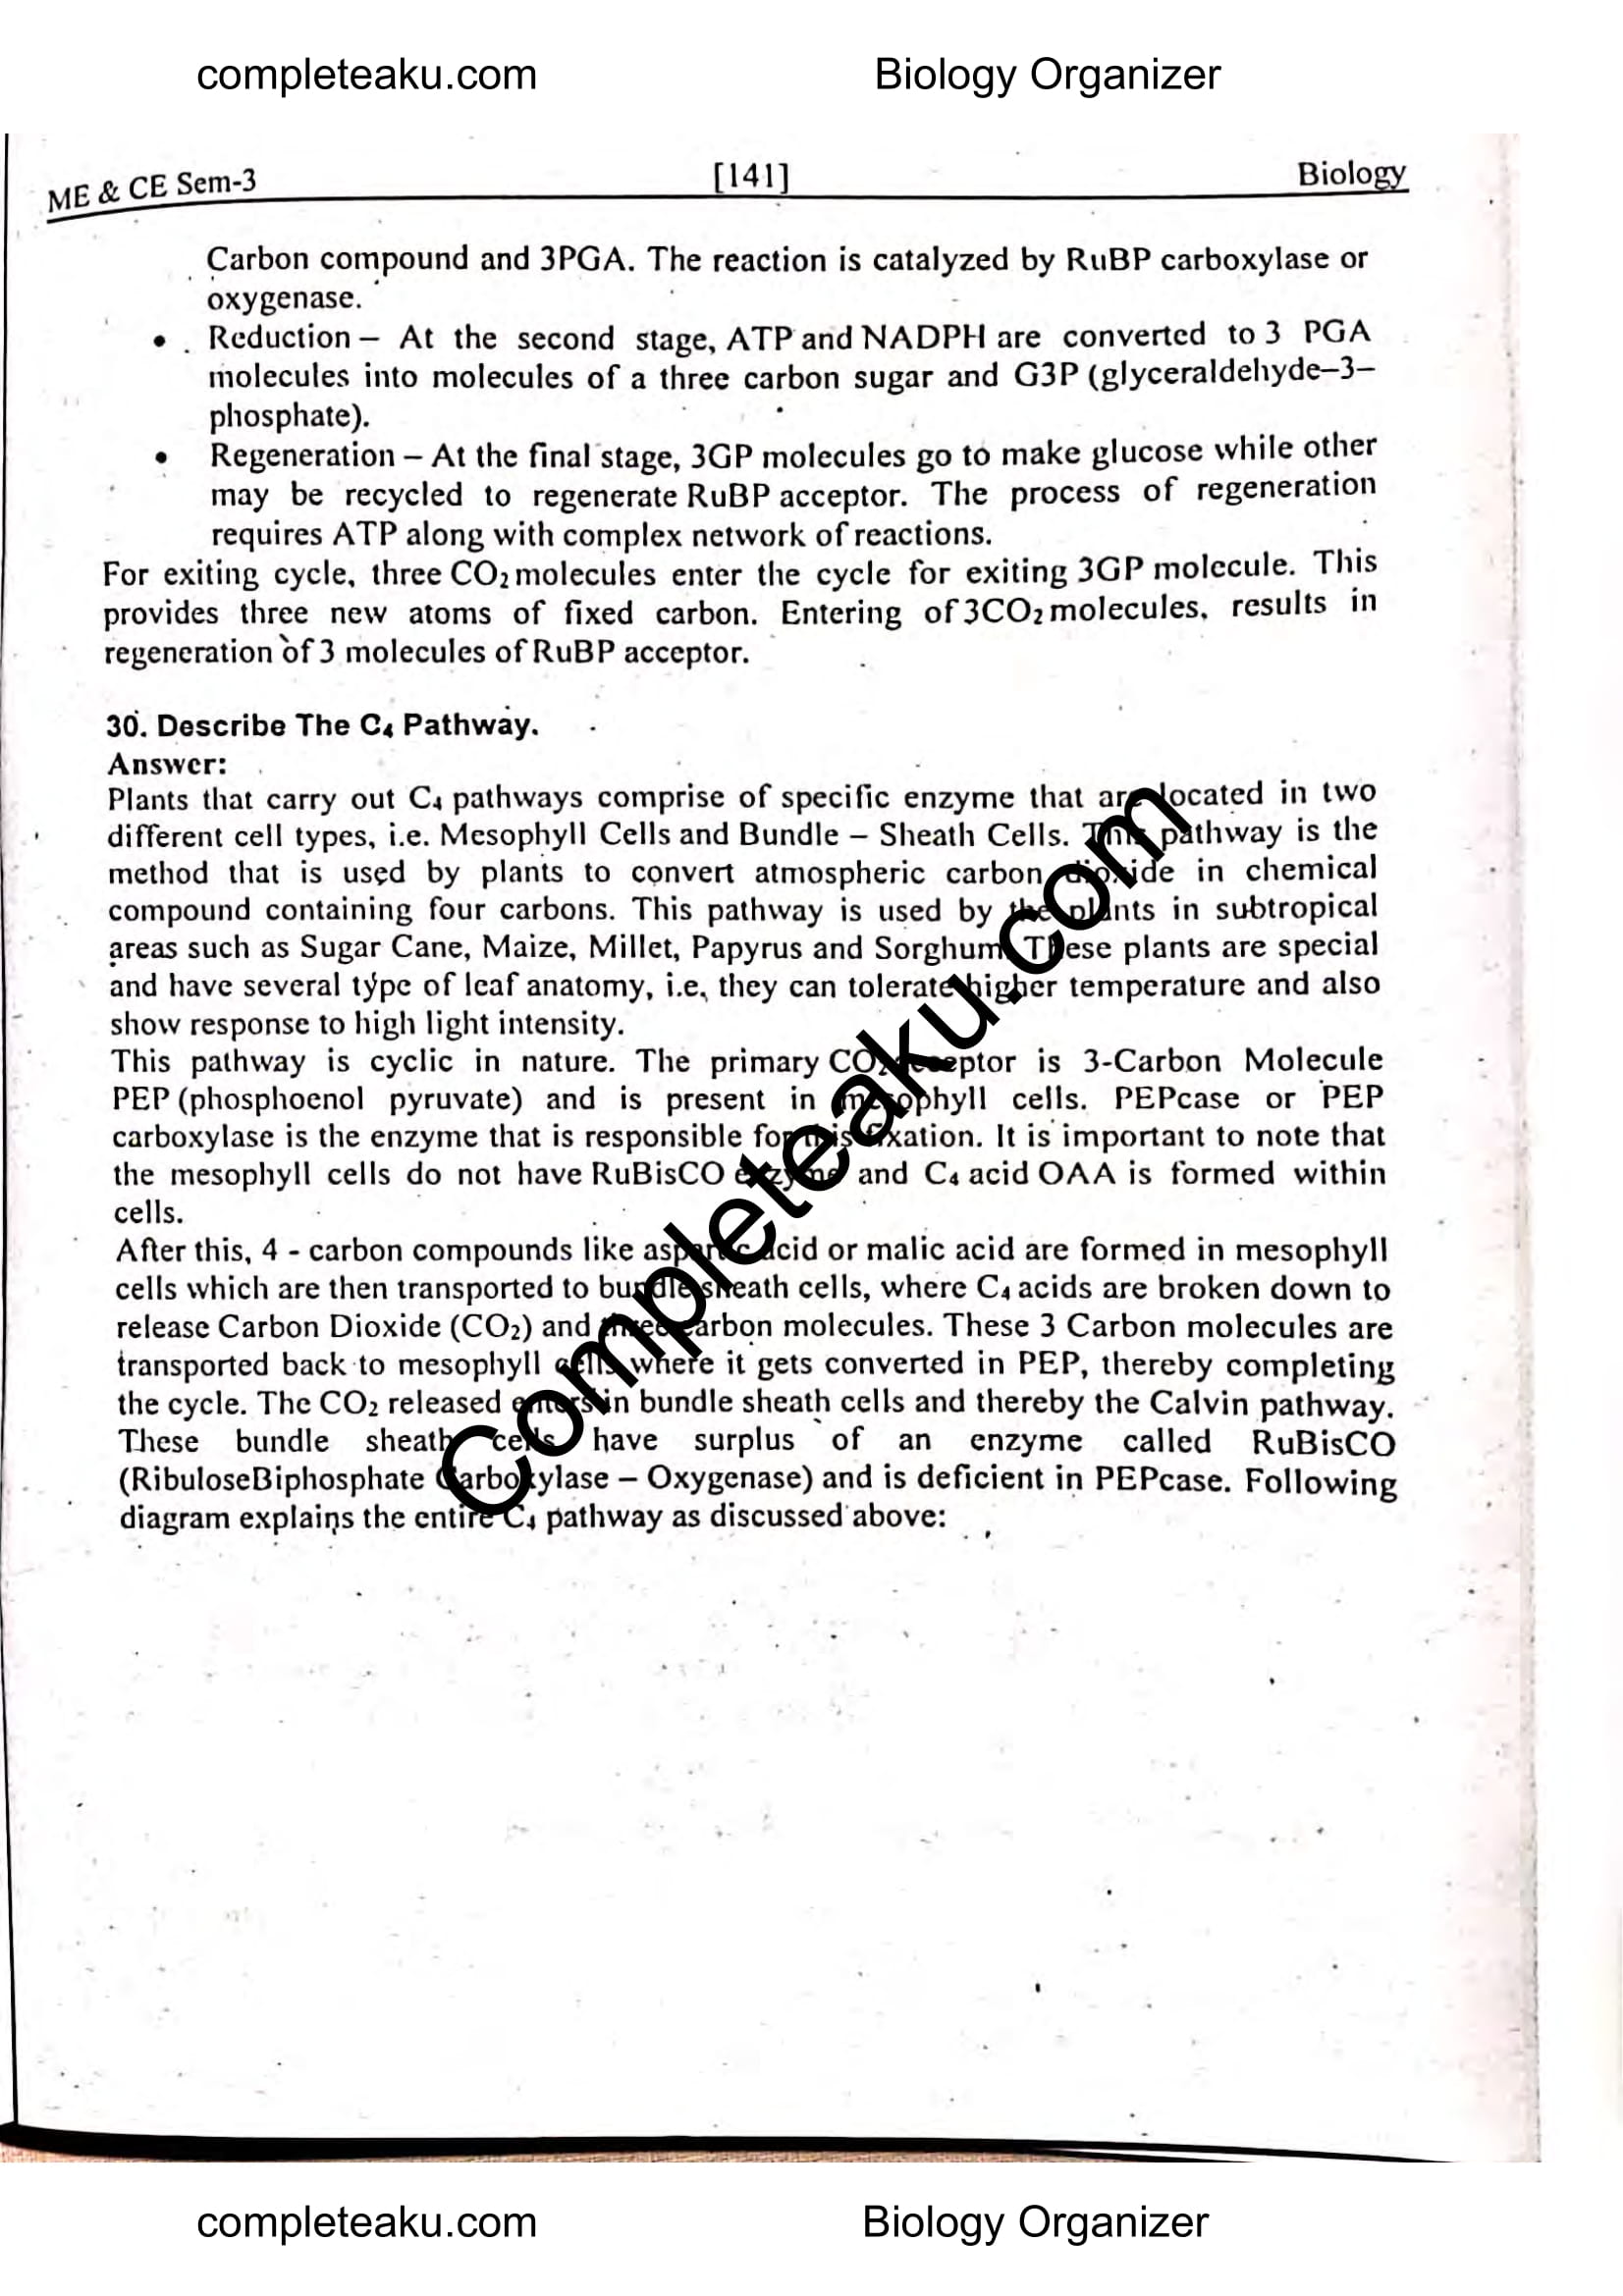 completeaku.com Biology Organizer
ME & CE Sem-3 [141] Biology
Carbon compound and 3PGA. The reaction is catalyzed by RuBP carboxylase or
oxygenase.
• Reduction – At the second stage, ATP and NADPH are converted to 3 PGA
molecules into molecules of a three carbon sugar and G3P (glyceraldehyde–3–
phosphate).
• Regeneration – At the final stage, 3GP molecules go to make glucose while other
may be recycled to regenerate RuBP acceptor. The process of regeneration
requires ATP along with complex network of reactions.
For exiting cycle, three CO₂ molecules enter the cycle for exiting 3GP molecule. This
provides three new atoms of fixed carbon. Entering of 3CO₂ molecules, results in
regeneration of 3 molecules of RuBP acceptor.
30. Describe The C₄ Pathway.
Answer:
Plants that carry out C₄ pathways comprise of specific enzyme that are located in two
different cell types, i.e. Mesophyll Cells and Bundle – Sheath Cells. This pathway is the
method that is used by plants to convert atmospheric carbon dioxide in chemical
compound containing four carbons. This pathway is used by the plants in subtropical
areas such as Sugar Cane, Maize, Millet, Papyrus and Sorghum. These plants are special
and have several type of leaf anatomy, i.e, they can tolerate higher temperature and also
show response to high light intensity.
This pathway is cyclic in nature. The primary CO₂ acceptor is 3-Carbon Molecule
PEP (phosphoenol pyruvate) and is present in mesophyll cells. PEPcase or PEP
carboxylase is the enzyme that is responsible for this fixation. It is important to note that
the mesophyll cells do not have RuBisCO enzyme and C₄ acid OAA is formed within
cells.
After this, 4 - carbon compounds like aspartic acid or malic acid are formed in mesophyll
cells which are then transported to bundle sheath cells, where C₄ acids are broken down to
release Carbon Dioxide (CO₂) and three carbon molecules. These 3 Carbon molecules are
transported back to mesophyll cells where it gets converted in PEP, thereby completing
the cycle. The CO₂ released enters in bundle sheath cells and thereby the Calvin pathway.
These bundle sheath cells have surplus of an enzyme called RuBisCO
(RibuloseBiphosphate Carboxylase – Oxygenase) and is deficient in PEPcase. Following
diagram explains the entire C₄ pathway as discussed above:
Completeaku.com
completeaku.com Biology Organizer